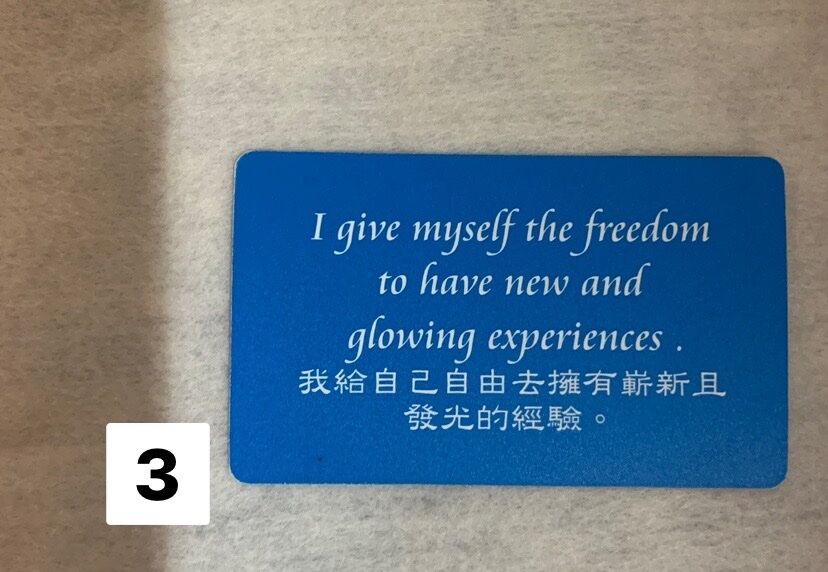 I give myself the freedom
to have new and
glowing experiences .
我給自己自由去擁有嶄新且
發光的經驗。
3